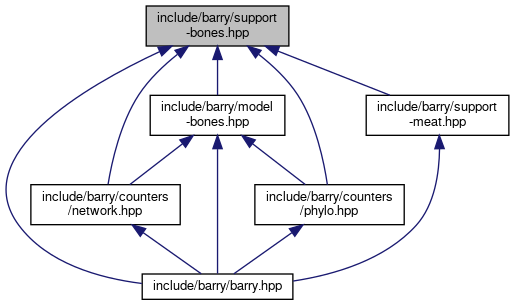 include/barry/support
-bones.hpp
include/barry/model
-bones.hpp
include/barry/support
-meat.hpp
include/barry/counters
/network.hpp
include/barry/counters
/phylo.hpp
include/barry/barry.hpp